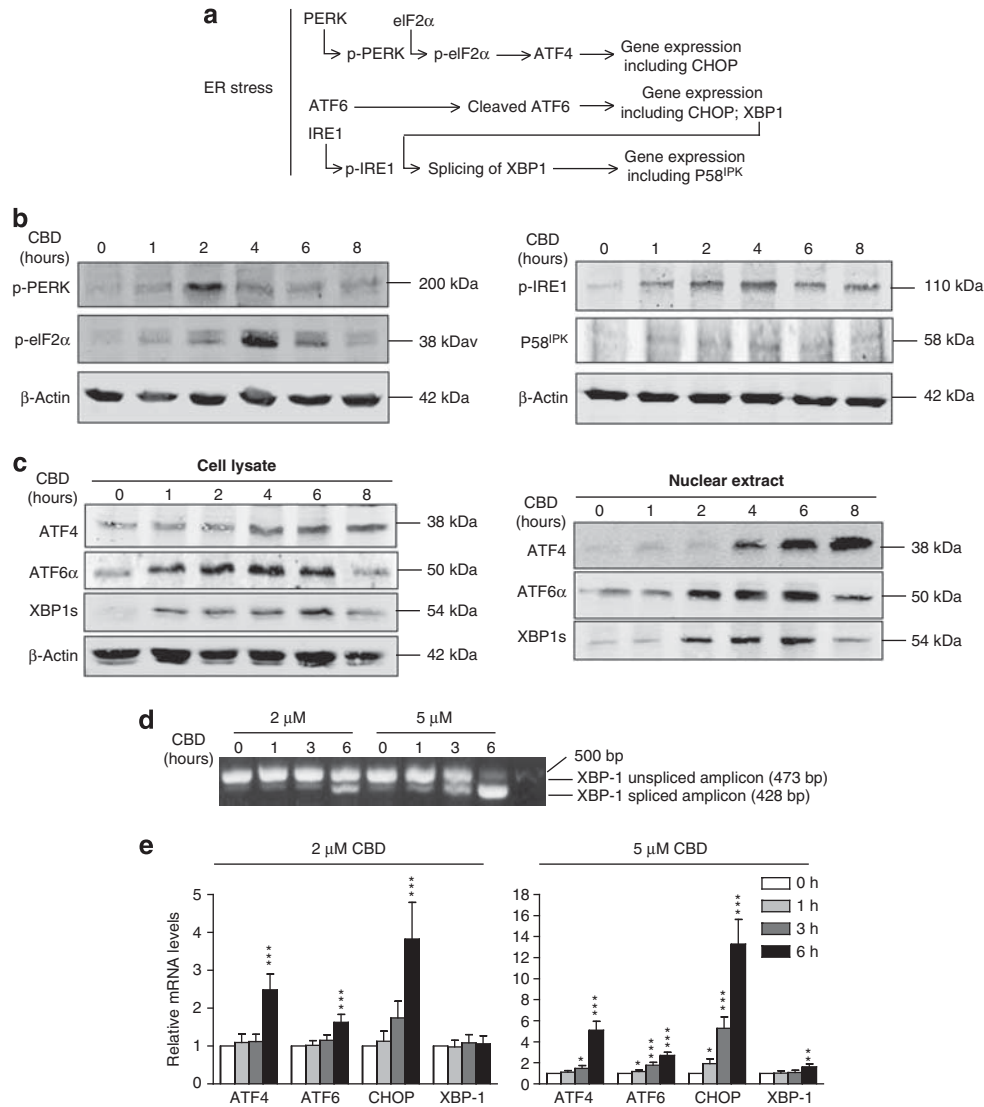 a
PERK eIF2α
p-PERK p-eIF2α ATF4 Gene expression
including CHOP
ER stress
ATF6 Cleaved ATF6 Gene expression
including CHOP; XBP1
IRE1
p-IRE1 Splicing of XBP1 Gene expression
including P58IPK
b
CBD
(hours) 0 1 2 4 6 8
p-PERK 200 kDa
p-eIF2α 38 kDav
β-Actin 42 kDa
CBD
(hours) 0 1 2 4 6 8
p-IRE1 110 kDa
P58IPK 58 kDa
β-Actin 42 kDa
c
Cell lysate
CBD
(hours) 0 1 2 4 6 8
ATF4 38 kDa
ATF6α 50 kDa
XBP1s 54 kDa
β-Actin 42 kDa
Nuclear extract
CBD
(hours) 0 1 2 4 6 8
ATF4 38 kDa
ATF6α 50 kDa
XBP1s 54 kDa
d
2 μM 5 μM
CBD
(hours) 0 1 3 6 0 1 3 6
500 bp
XBP-1 unspliced amplicon (473 bp)
XBP-1 spliced amplicon (428 bp)
e
2 μM CBD
Relative mRNA levels
5
4
3
2
1
0
***
***
***
ATF4 ATF6 CHOP XBP-1
5 μM CBD
18
16
14
12
10
8
6
4
2
0
*
***
*
***
***
*
***
***
**
ATF4 ATF6 CHOP XBP-1
0 h
1 h
3 h
6 h